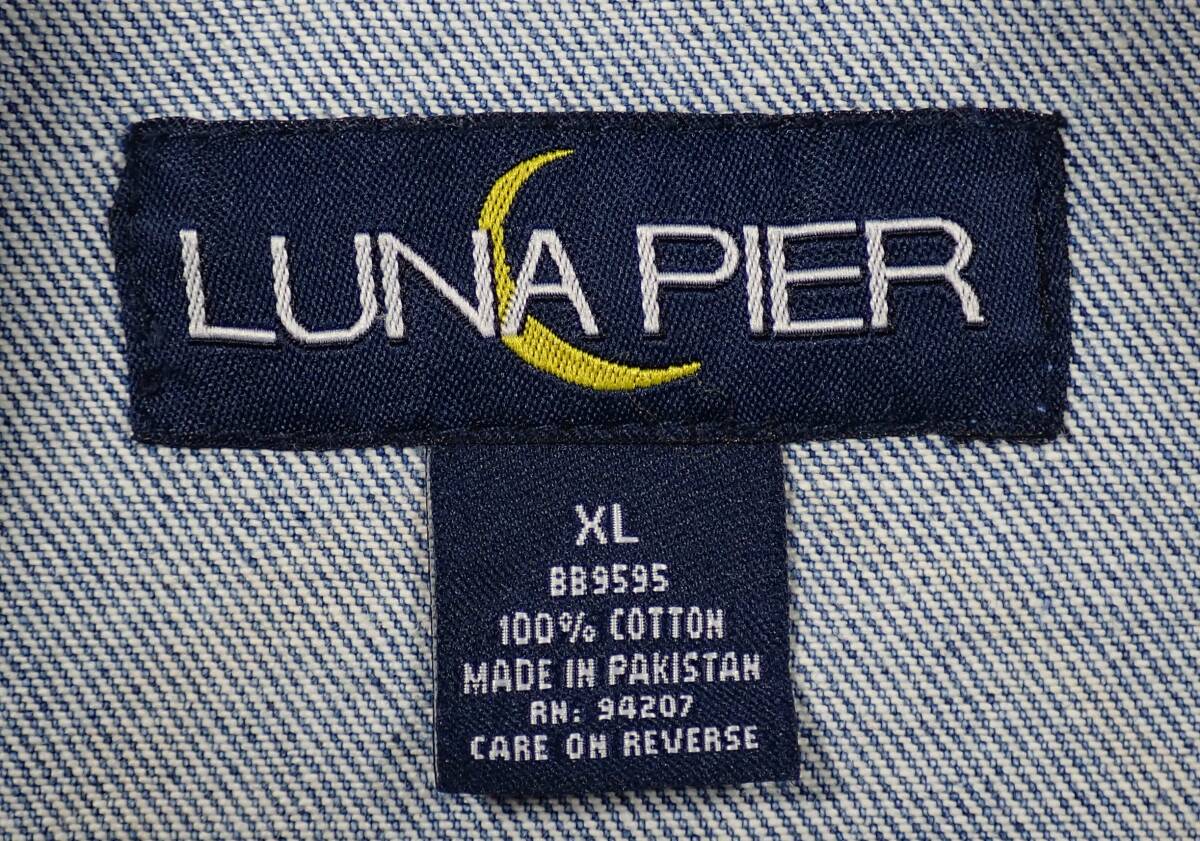 LUNA PIER
XL
BB9595
100% COTTON
MADE IN PAKISTAN
RN: 94207
CARE ON REVERSE